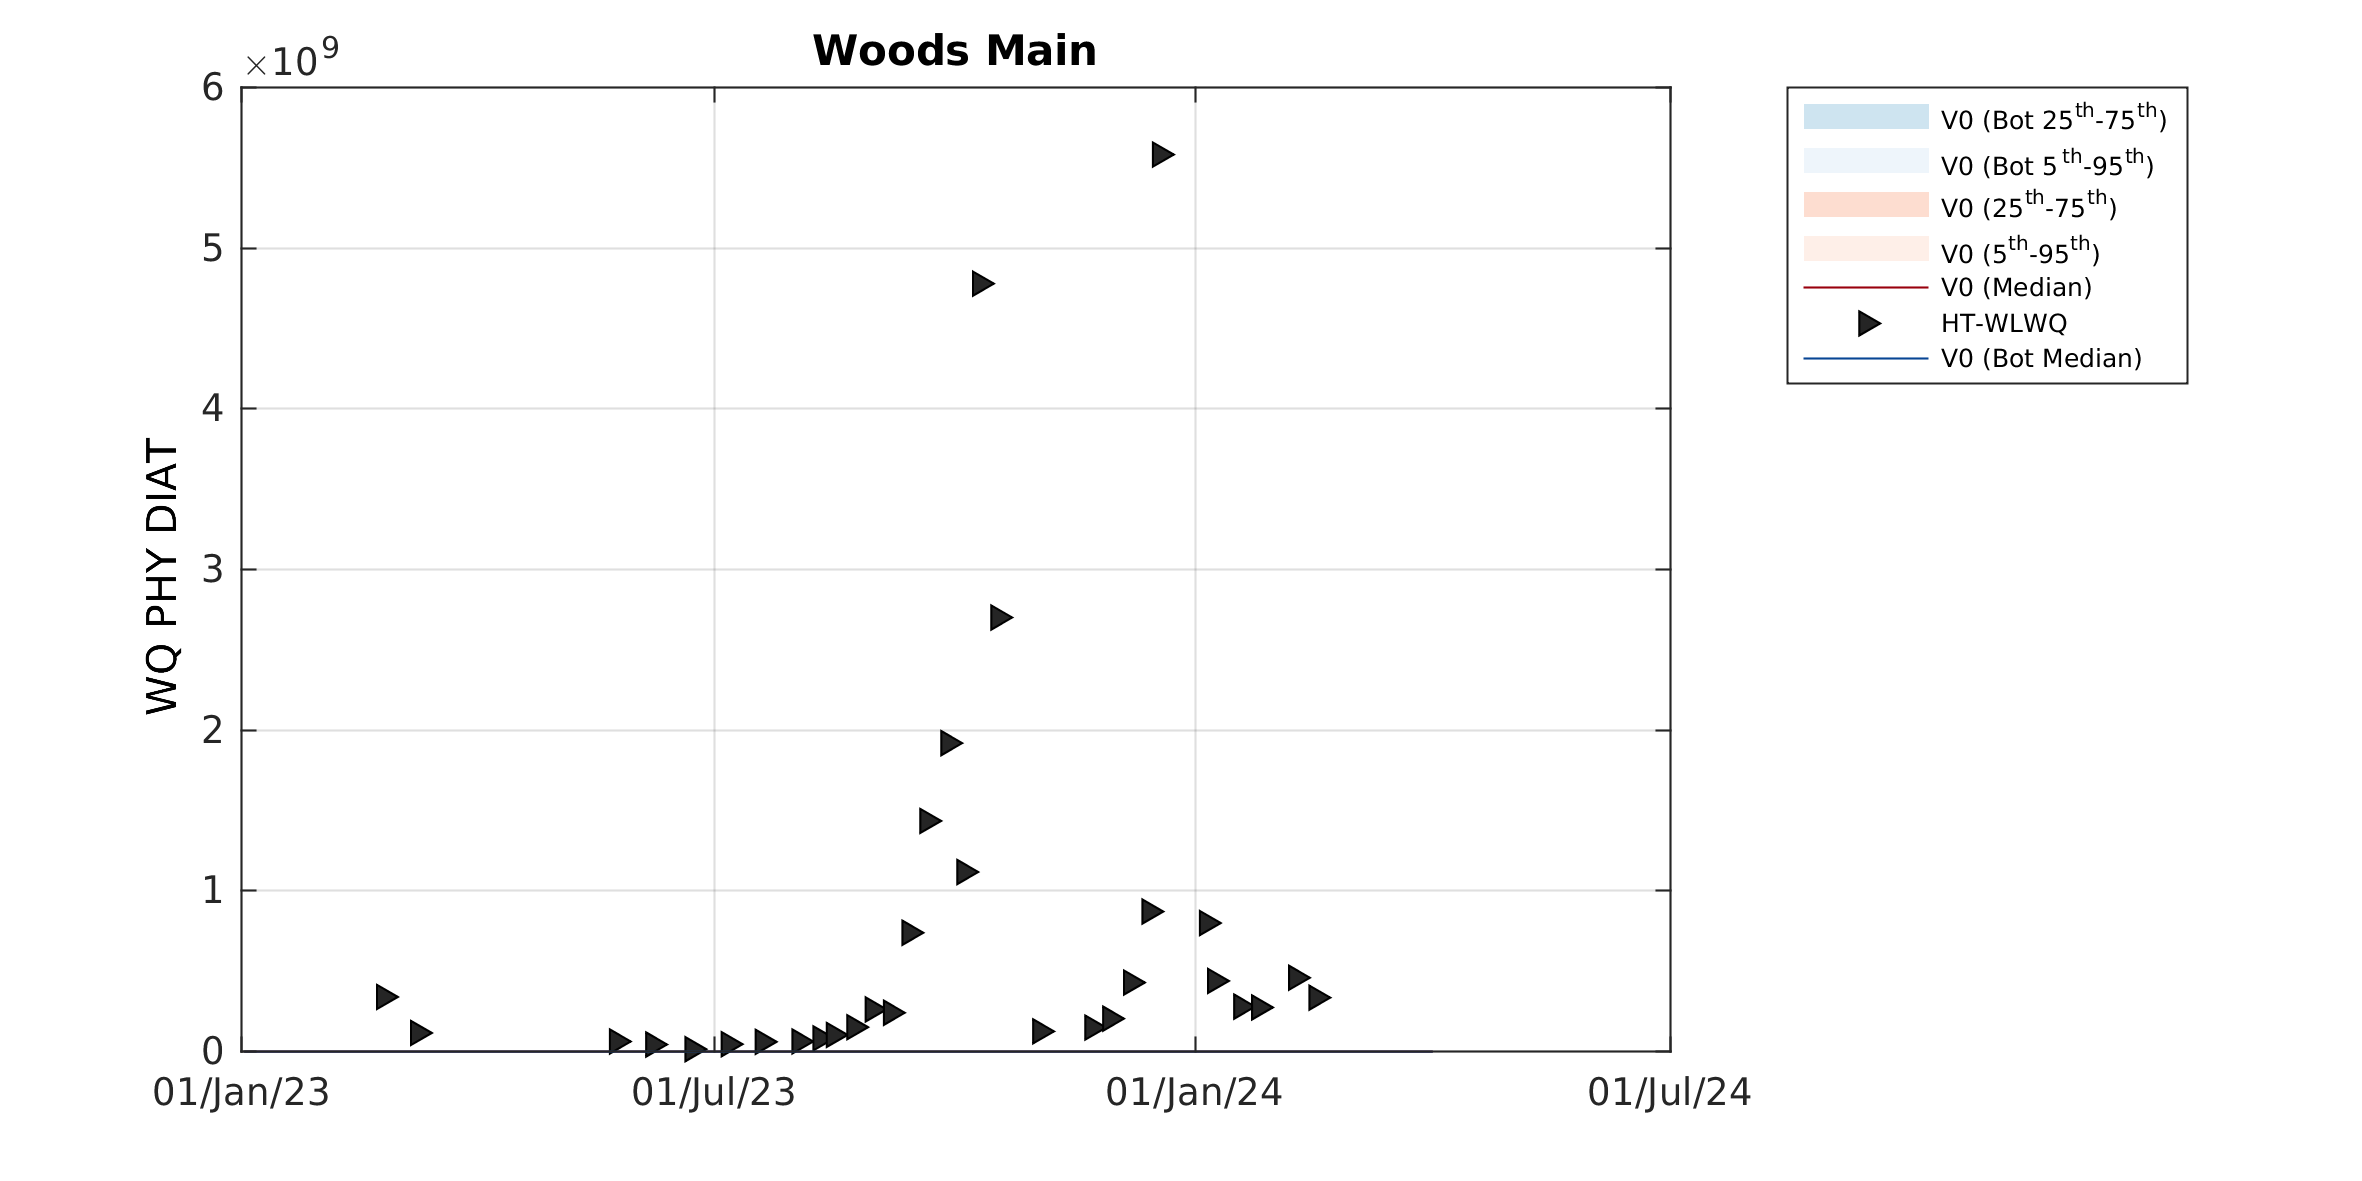 Woods Main
×10⁹
6
5
4
3
2
1
0
WQ PHY DIAT
01/Jan/23
01/Jul/23
01/Jan/24
01/Jul/24
V0 (Bot 25ᵗʰ-75ᵗʰ)
V0 (Bot 5ᵗʰ-95ᵗʰ)
V0 (25ᵗʰ-75ᵗʰ)
V0 (5ᵗʰ-95ᵗʰ)
V0 (Median)
HT-WLWQ
V0 (Bot Median)